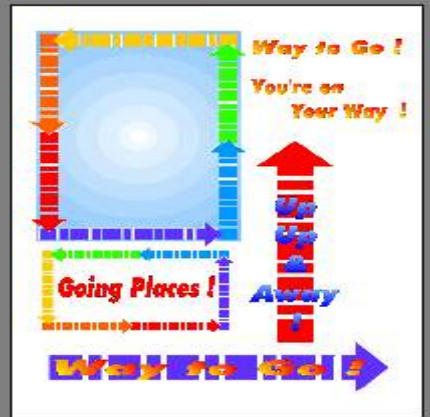 Way to Go !
You're on
Your Way !
Up
Up
&
Away
!
Going Places !
Way to Go !